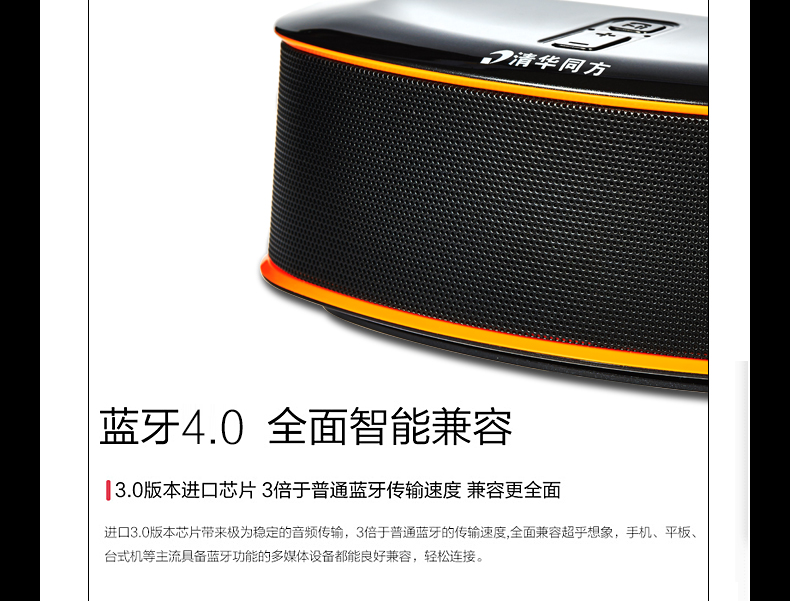 清华同方
蓝牙4.0 全面智能兼容
3.0版本进口芯片 3倍于普通蓝牙传输速度 兼容更全面
进口3.0版本芯片带来极为稳定的音频传输，3倍于普通蓝牙的传输速度,全面兼容超乎想象，手机、平板、
台式机等主流具备蓝牙功能的多媒体设备都能良好兼容，轻松连接。